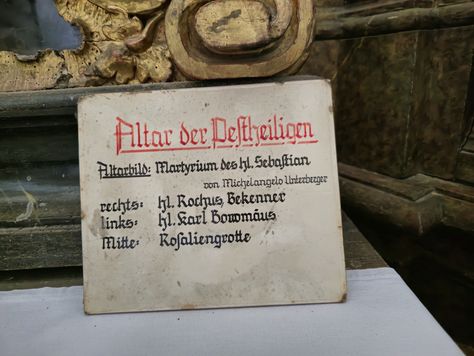 Altar der Pestheiligen
Altarbild: Martyrium des hl. Sebastian
von Michelangelo Unterberger
rechts: hl. Rochus, Bekenner
links: hl. Karl Boromäus
Mitte: Rosaliengrotte